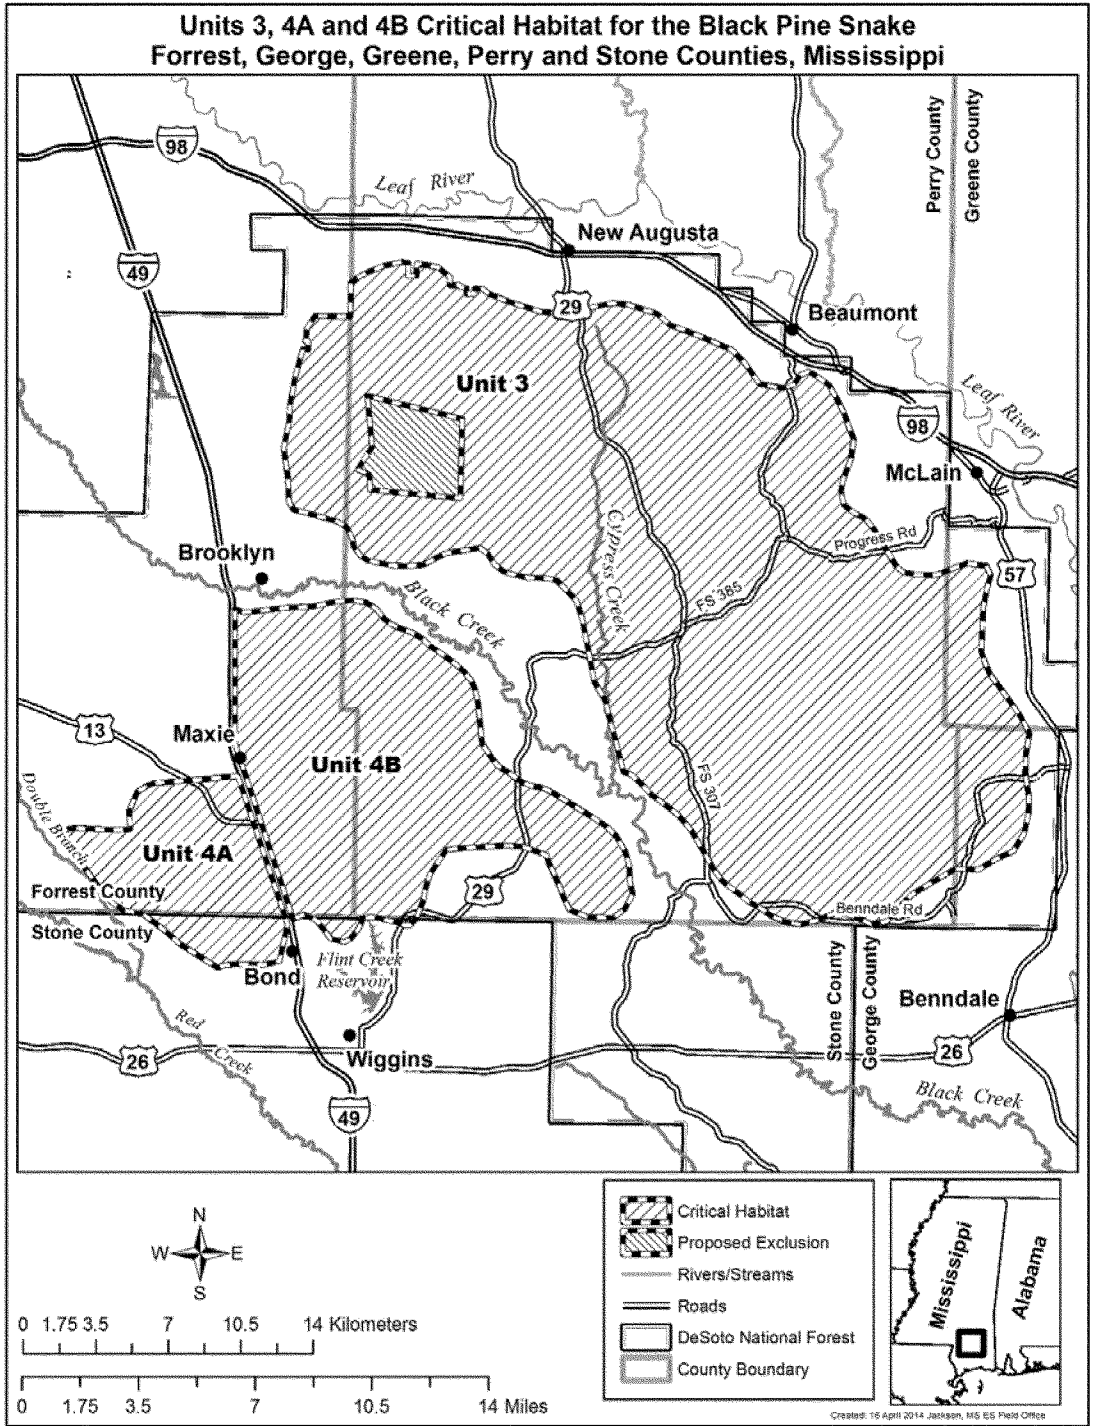 Units 3, 4A and 4B Critical Habitat for the Black Pine Snake
Forrest, George, Greene, Perry and Stone Counties, Mississippi
Perry County
Greene County
98
Leaf River
New Augusta
49
29
Beaumont
Unit 3
Leaf River
98
McLain
Cypress Creek
Progress Rd
Brooklyn
Black Creek
57
FS 385
13
Maxie
Unit 4B
FS 307
Double Branch
Unit 4A
29
Forrest County
Benndale Rd
Stone County
Flint Creek
Reservoir
Bond
Stone County
George County
Benndale
Red Creek
26
Wiggins
26
49
Black Creek
N
W
E
S
0 1.75 3.5 7 10.5 14 Kilometers
0 1.75 3.5 7 10.5 14 Miles
Critical Habitat
Proposed Exclusion
Rivers/Streams
Roads
DeSoto National Forest
County Boundary
Mississippi
Alabama
Created: 16 April 2014 Jackson, MS ES Field Office